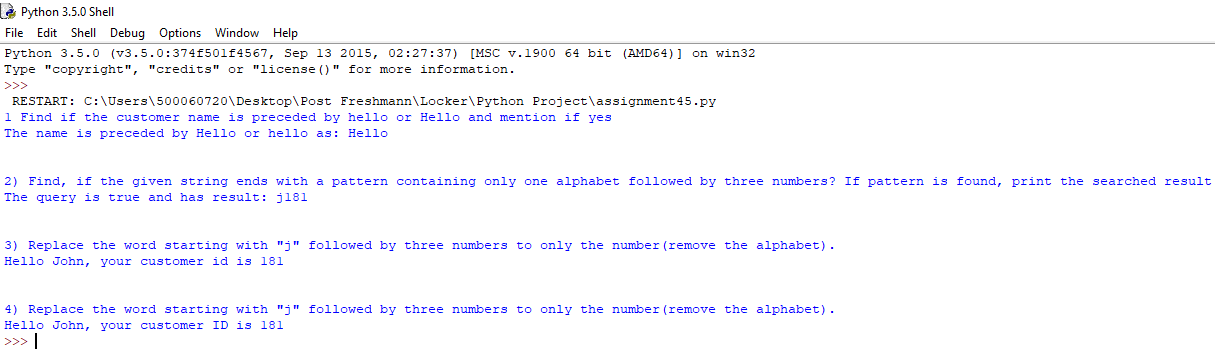 Python 3.5.0 Shell
File Edit Shell Debug Options Window Help
Python 3.5.0 (v3.5.0:374f501f4567, Sep 13 2015, 02:27:37) [MSC v.1900 64 bit (AMD64)] on win32
Type "copyright", "credits" or "license()" for more information.
>>>
RESTART: C:\Users\500060720\Desktop\Post Freshmann\Locker\Python Project\assignment45.py
1 Find if the customer name is preceded by hello or Hello and mention if yes
The name is preceded by Hello or hello as: Hello
2) Find, if the given string ends with a pattern containing only one alphabet followed by three numbers? If pattern is found, print the searched result
The query is true and has result: j181
3) Replace the word starting with "j" followed by three numbers to only the number(remove the alphabet).
Hello John, your customer id is 181
4) Replace the word starting with "j" followed by three numbers to only the number(remove the alphabet).
Hello John, your customer ID is 181
>>>